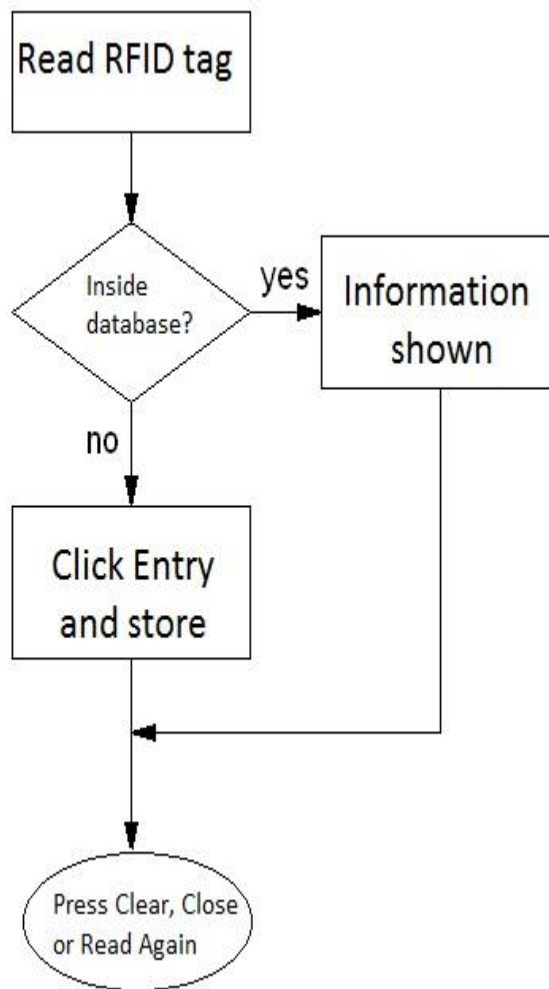 Read RFID tag
Inside
database?
yes
Information
shown
no
Click Entry
and store
Press Clear, Close
or Read Again